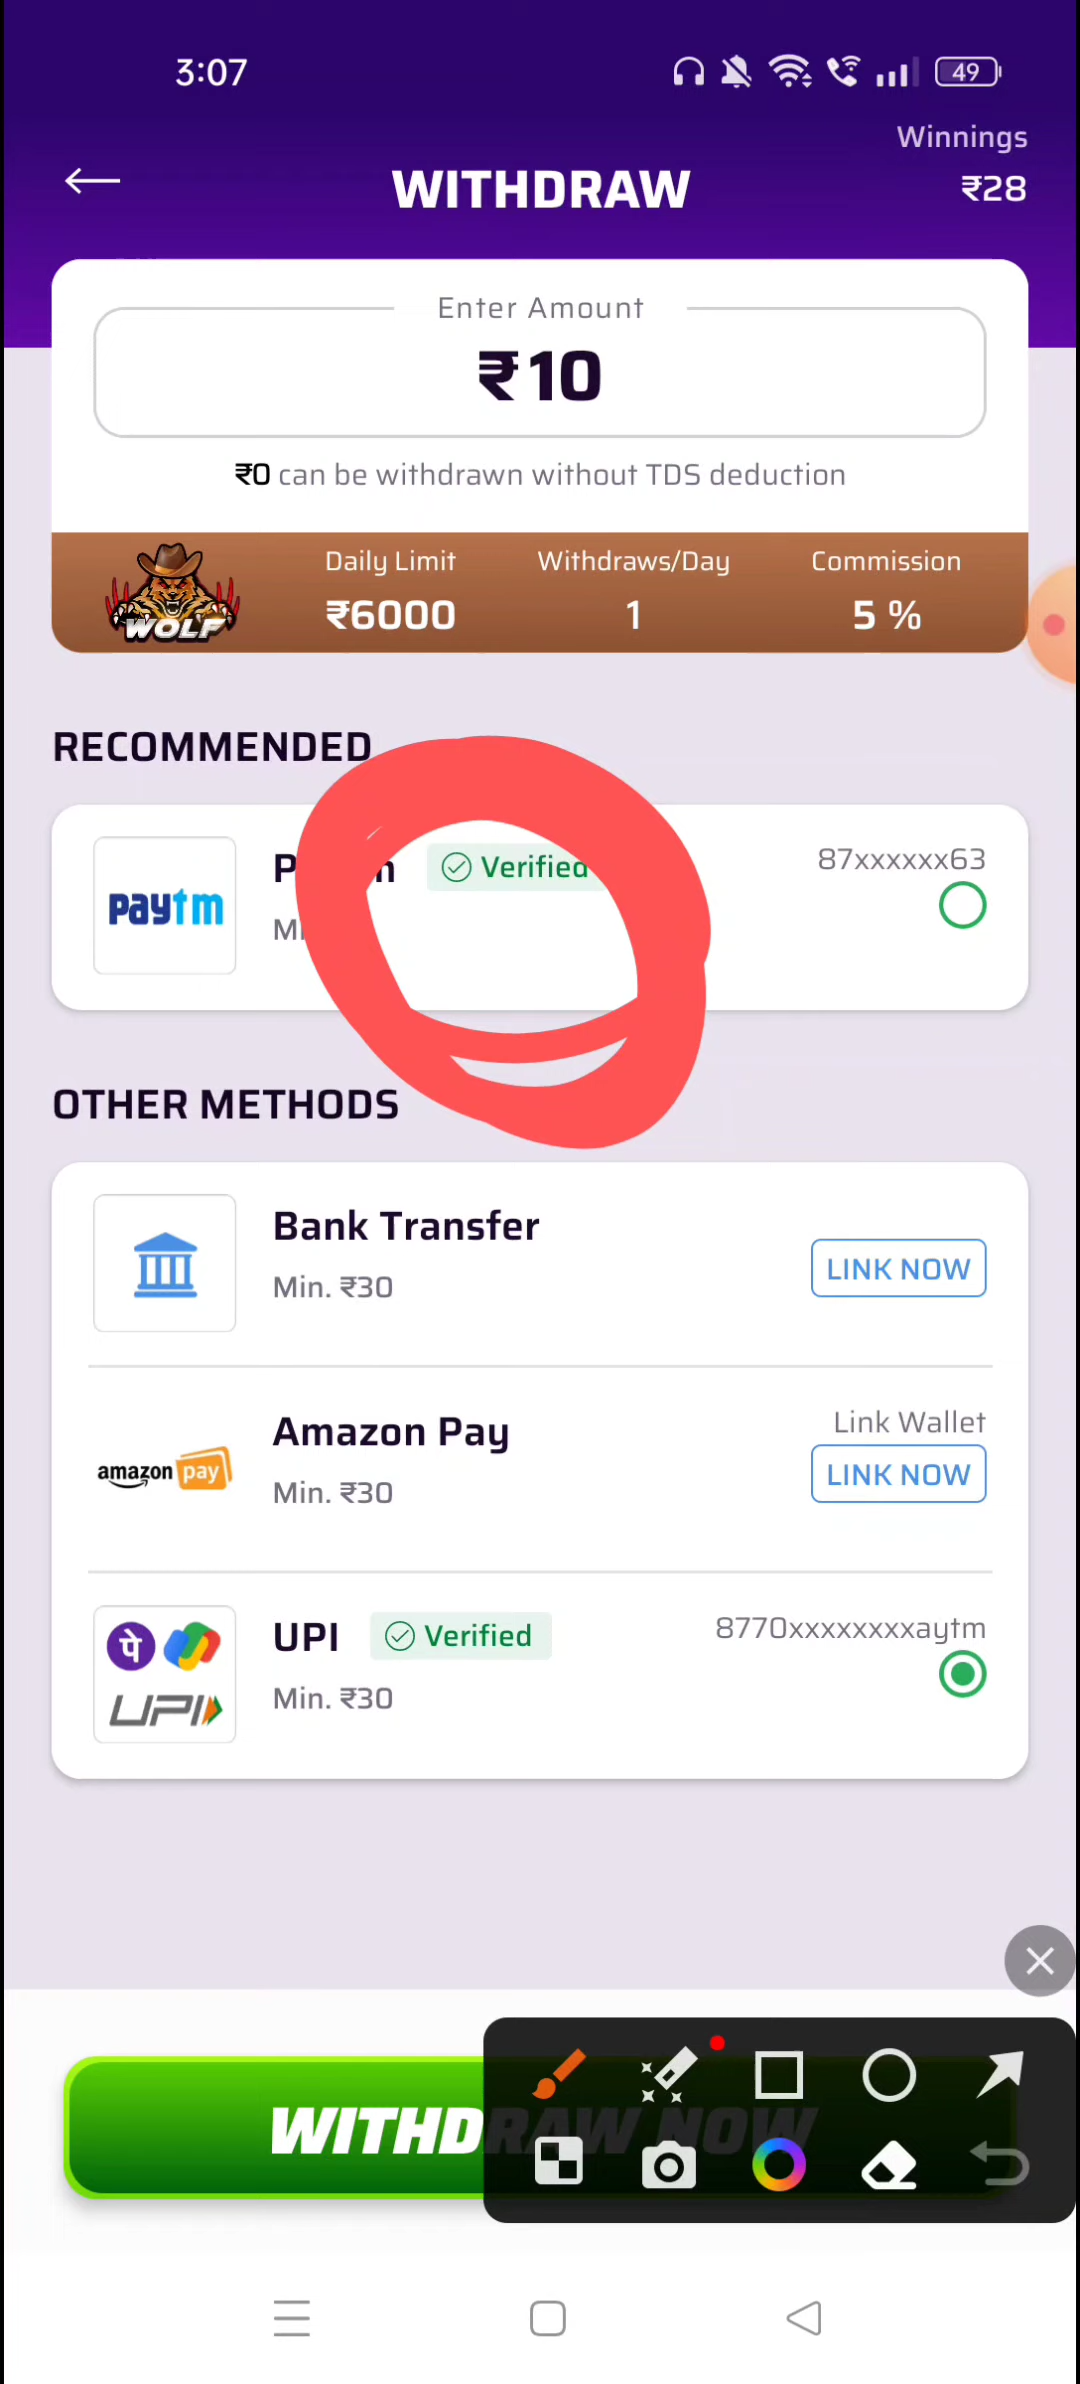 3:07
49
Winnings
₹28
WITHDRAW
Enter Amount
₹10
₹0 can be withdrawn without TDS deduction
WOLF
Daily Limit
₹6000
Withdraws/Day
1
Commission
5 %
RECOMMENDED
paytm
Verified
87xxxxxx63
OTHER METHODS
Bank Transfer
Min. ₹30
LINK NOW
amazon pay
Amazon Pay
Min. ₹30
Link Wallet
LINK NOW
पे
UPI
UPI
Verified
Min. ₹30
8770xxxxxxxxaytm
WITHDRAW NOW